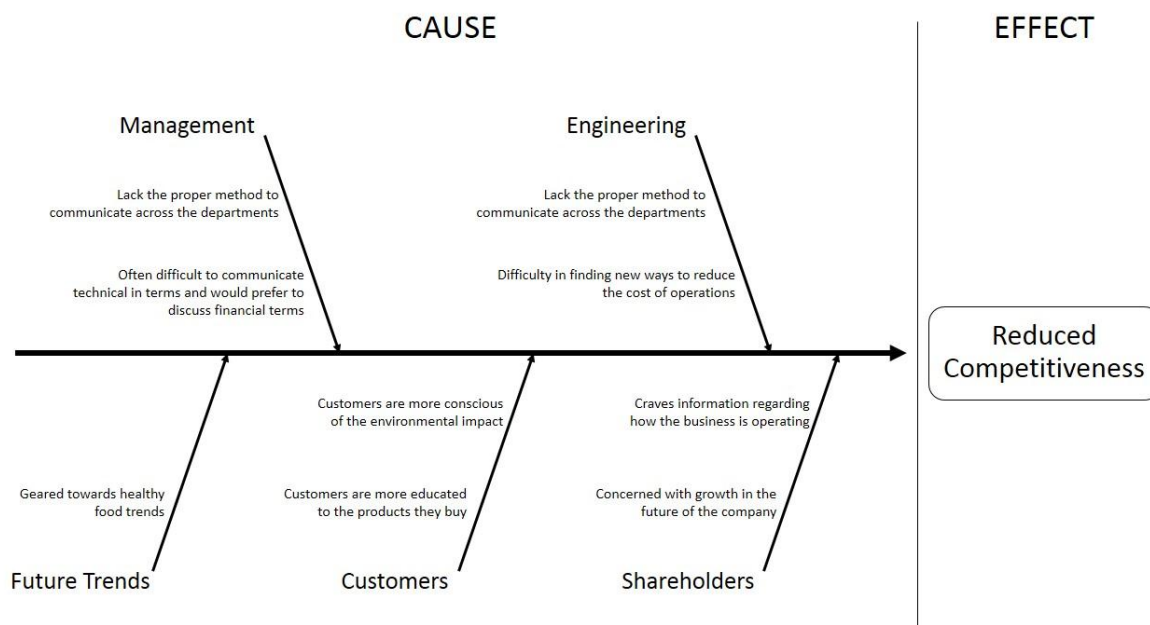 CAUSE
EFFECT
Management
Engineering
Lack the proper method to
communicate across the departments
Lack the proper method to
communicate across the departments
Often difficult to communicate
technical in terms and would prefer to
discuss financial terms
Difficulty in finding new ways to reduce
the cost of operations
Reduced
Competitiveness
Customers are more conscious
of the environmental impact
Craves information regarding
how the business is operating
Geared towards healthy
food trends
Customers are more educated
to the products they buy
Concerned with growth in the
future of the company
Future Trends
Customers
Shareholders